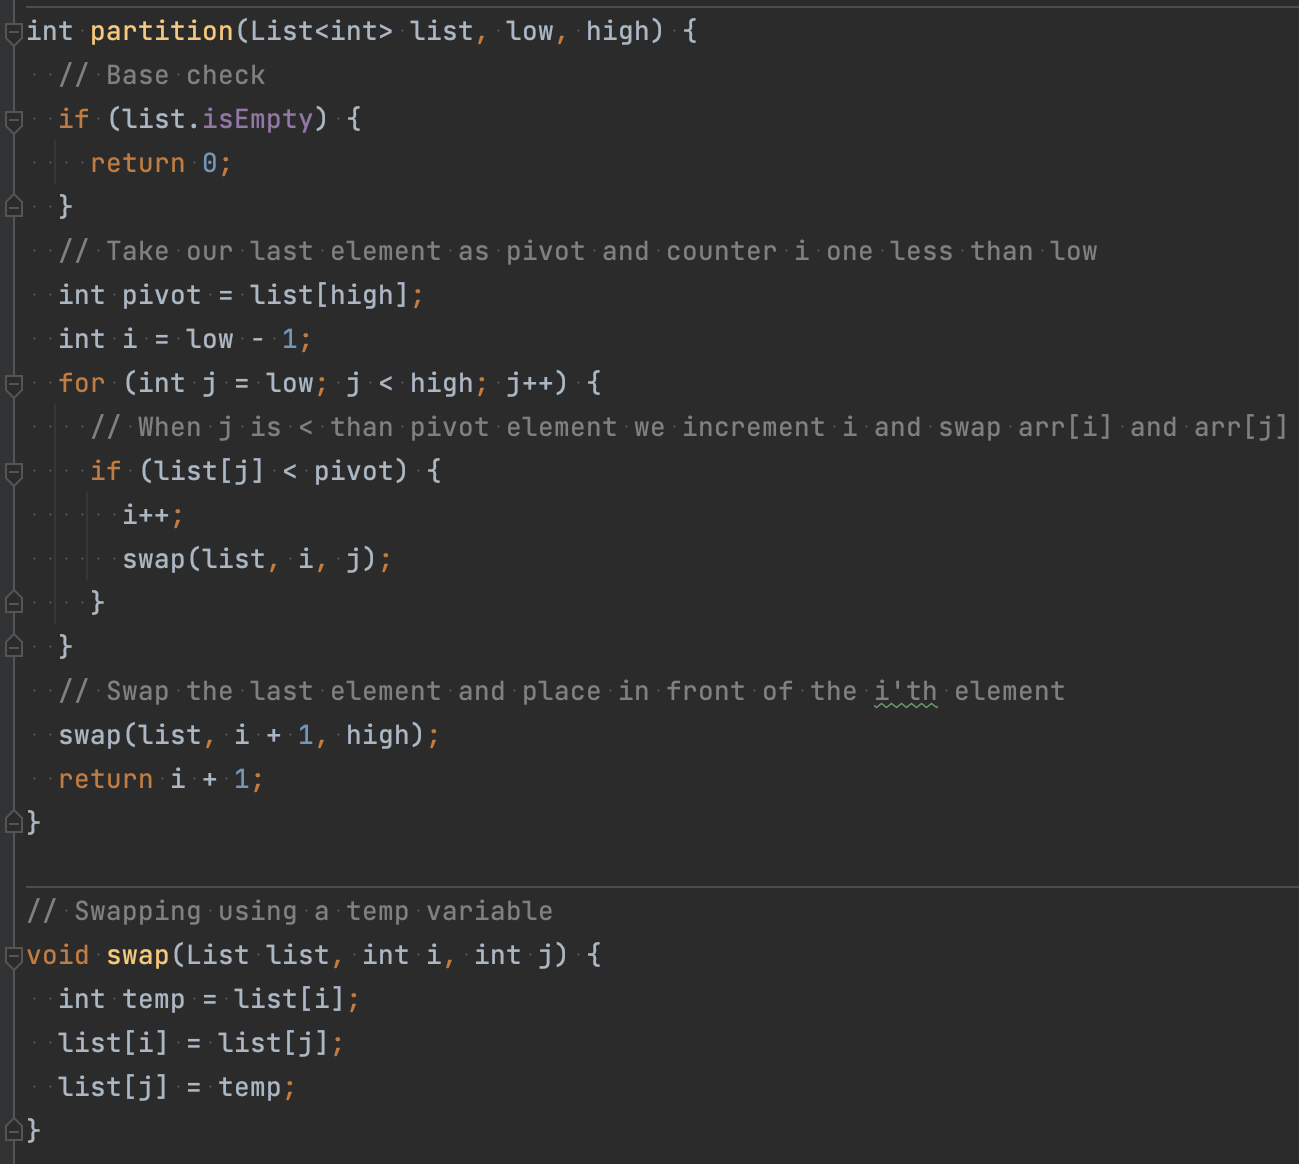 int partition(List<int> list, low, high) {
  // Base check
  if (list.isEmpty) {
    return 0;
  }
  // Take our last element as pivot and counter i one less than low
  int pivot = list[high];
  int i = low - 1;
  for (int j = low; j < high; j++) {
    // When j is < than pivot element we increment i and swap arr[i] and arr[j]
    if (list[j] < pivot) {
      i++;
      swap(list, i, j);
    }
  }
  // Swap the last element and place in front of the i'th element
  swap(list, i + 1, high);
  return i + 1;
}
// Swapping using a temp variable
void swap(List list, int i, int j) {
  int temp = list[i];
  list[i] = list[j];
  list[j] = temp;
}